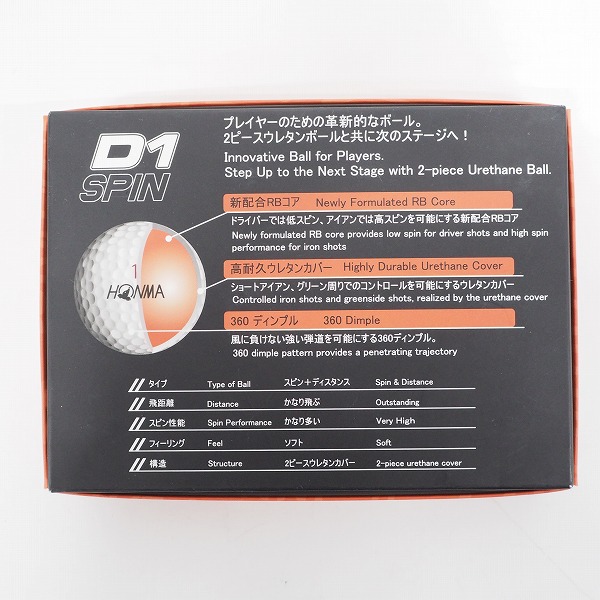 D1
SPIN
プレイヤーのための革新的なボール。
2ピースウレタンボールと共に次のステージへ！
Innovative Ball for Players.
Step Up to the Next Stage with 2-piece Urethane Ball.
新配合RBコア Newly Formulated RB Core
ドライバーでは低スピン、アイアンでは高スピンを可能にする新配合RBコア
Newly formulated RB core provides low spin for driver shots and high spin
performance for iron shots
1
HONMA
高耐久ウレタンカバー Highly Durable Urethane Cover
ショートアイアン、グリーン周りでのコントロールを可能にするウレタンカバー
Controlled iron shots and greenside shots, realized by the urethane cover
360 ディンプル 360 Dimple
風に負けない強い弾道を可能にする360ディンプル。
360 dimple pattern provides a penetrating trajectory
タイプ Type of Ball スピン＋ディスタンス Spin & Distance
飛距離 Distance かなり飛ぶ Outstanding
スピン性能 Spin Performance かなり多い Very High
フィーリング Feel ソフト Soft
構造 Structure 2ピースウレタンカバー 2-piece urethane cover